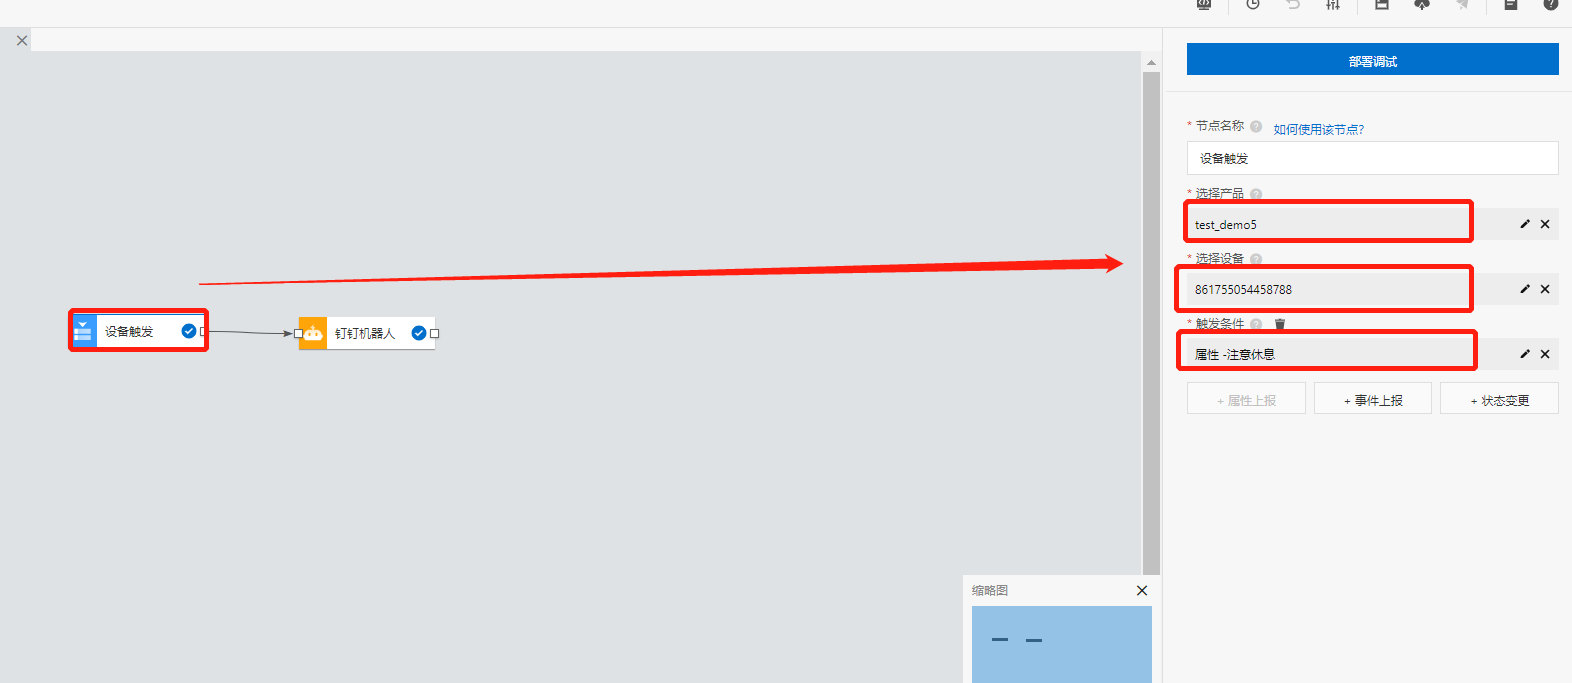 部署调试
* 节点名称 ? 如何使用该节点?
设备触发
* 选择产品 ?
test_demo5
* 选择设备 ?
861755054458788
* 触发条件 ?
属性 -注意休息
+ 属性上报
+ 事件上报
+ 状态变更
设备触发
钉钉机器人
缩略图